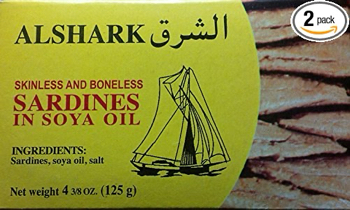 ALSHARK الشرق
2
pack
SKINLESS AND BONELESS
SARDINES
IN SOYA OIL
INGREDIENTS:
Sardines, soya oil, salt
Net weight 4 3/8 OZ. (125 g)